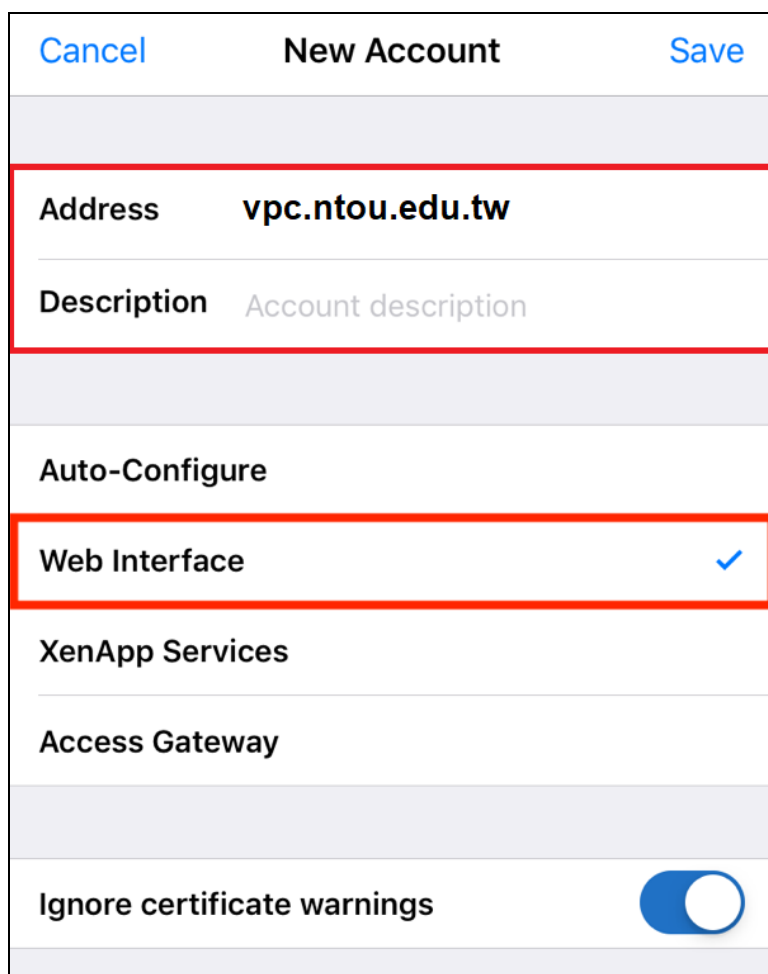 Cancel New Account Save
Address vpc.ntou.edu.tw
Description Account description
Auto-Configure
Web Interface
XenApp Services
Access Gateway
Ignore certificate warnings